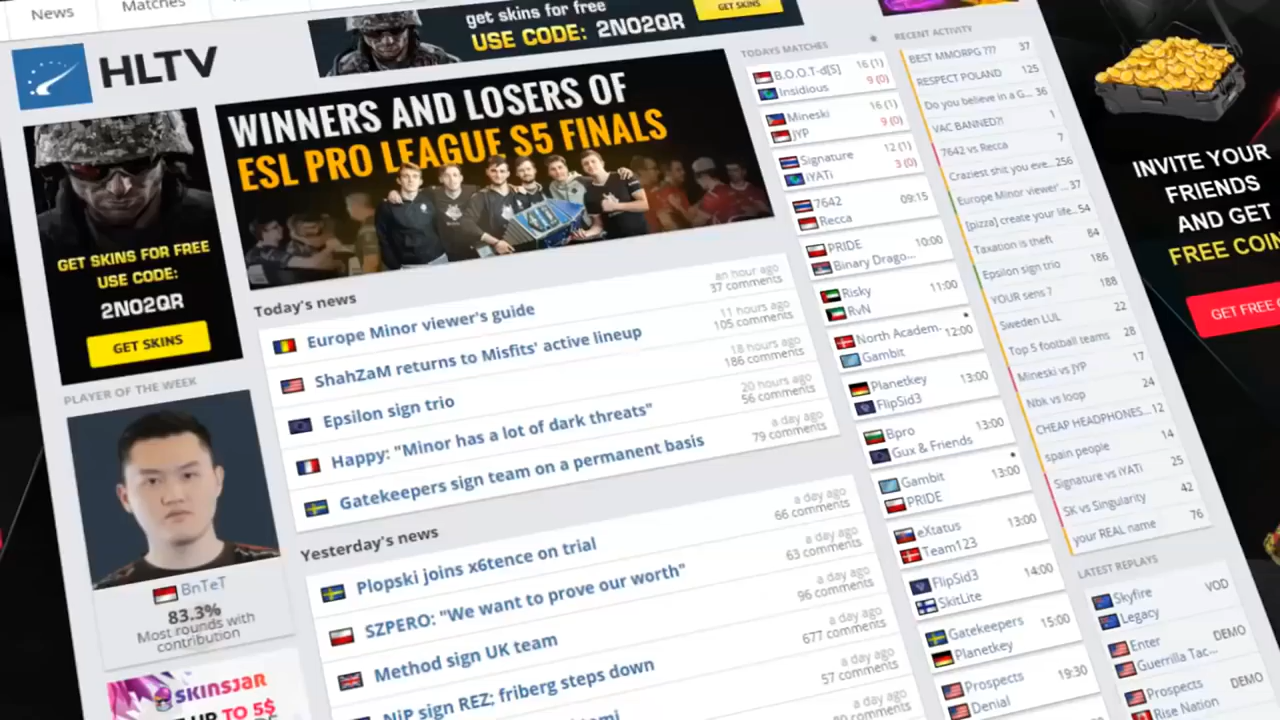 News
Matches
HLTV
get skins for free
USE CODE: 2NO2QR
GET SKINS
GET SKINS FOR FREE
USE CODE:
2NO2QR
GET SKINS
PLAYER OF THE WEEK
BnTeT
83.3%
Most rounds with
contribution
SKINSJAR
UP TO 5$
WINNERS AND LOSERS OF
ESL PRO LEAGUE S5 FINALS
Today's news
Europe Minor viewer's guide
an hour ago
37 comments
ShahZaM returns to Misfits' active lineup
11 hours ago
105 comments
Epsilon sign trio
18 hours ago
186 comments
Happy: "Minor has a lot of dark threats"
20 hours ago
56 comments
Gatekeepers sign team on a permanent basis
a day ago
79 comments
Yesterday's news
Plopski joins x6tence on trial
a day ago
66 comments
SZPERO: "We want to prove our worth"
a day ago
63 comments
Method sign UK team
a day ago
96 comments
NiP sign REZ; friberg steps down
a day ago
677 comments
a day ago
57 comments
a day ago
TODAYS MATCHES
B.O.O.T-d[S] 16 (1)
Insidious 9 (0)
Mineski 16 (1)
JYP 9 (0)
Signature 12 (1)
iYATi 3 (0)
7642 09:15
Recca
PRIDE 10:00
Binary Drago...
Risky 11:00
RvN
North Academ. 12:00
Gambit
Planetkey 13:00
FlipSid3
Bpro 13:00
Gux & Friends
Gambit 13:00
PRIDE
eXtatus 13:00
Team123
FlipSid3 14:00
SkitLite
Gatekeepers 15:00
Planetkey
Prospects 19:30
Denial
RECENT ACTIVITY
BEST MMORPG ??? 37
RESPECT POLAND 125
Do you believe in a G... 36
VAC BANNED?! 1
7642 vs Recca 7
Craziest shit you eve... 256
Europe Minor viewer'... 37
[pizza] create your life... 54
Taxation is theft 84
Epsilon sign trio 186
YOUR sens ? 188
Sweden LUL 22
Top 5 football teams 28
Mineski vs JYP 17
Nbk vs loop 24
CHEAP HEADPHONES... 12
spain people 14
Signature vs iYATi 25
SK vs Singularity 42
your REAL name 76
LATEST REPLAYS
Skyfire VOD
Legacy
Enter DEMO
Guerrilla Tac...
Prospects DEMO
Rise Nation
INVITE YOUR
FRIENDS
AND GET
FREE COIN
GET FREE